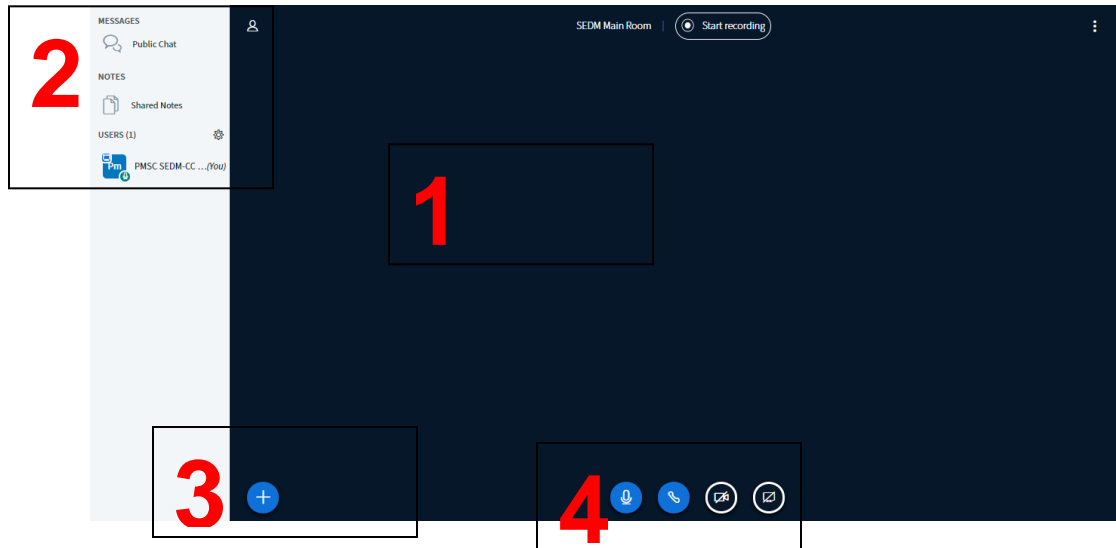 MESSAGES
Public Chat
NOTES
Shared Notes
USERS (1)
Pm
PMSC SEDM-CC ...(You)
SEDM Main Room | Start recording
2
1
3
4